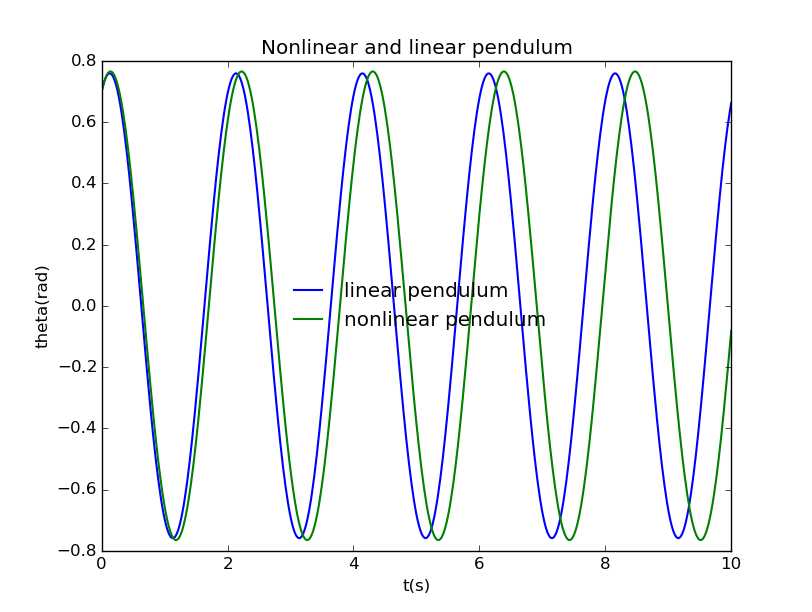 Nonlinear and linear pendulum
0.8
0.6
0.4
0.2
0.0
−0.2
−0.4
−0.6
−0.8
theta(rad)
linear pendulum
nonlinear pendulum
0 2 4 6 8 10
t(s)